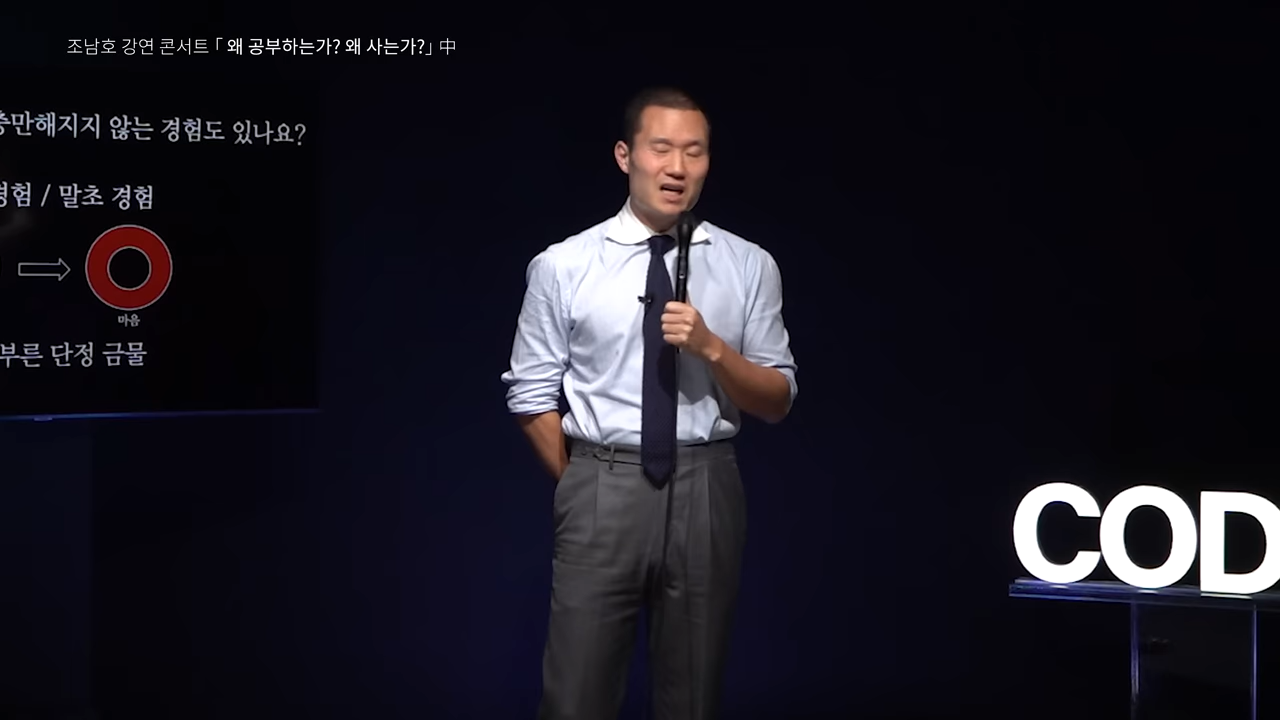 조남호 강연 콘서트 「 왜 공부하는가? 왜 사는가?」 中
충만해지지 않는 경험도 있나요?
경험 / 말초 경험
마음
부른 단정 금물
COD